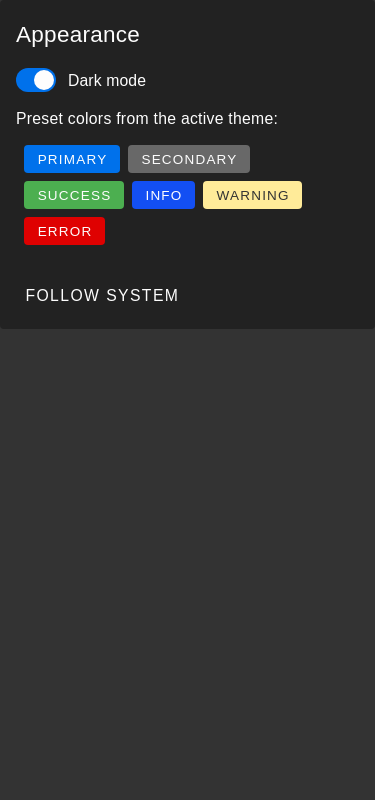 Appearance
Dark mode
Preset colors from the active theme:
PRIMARY SECONDARY
SUCCESS INFO WARNING
ERROR
FOLLOW SYSTEM